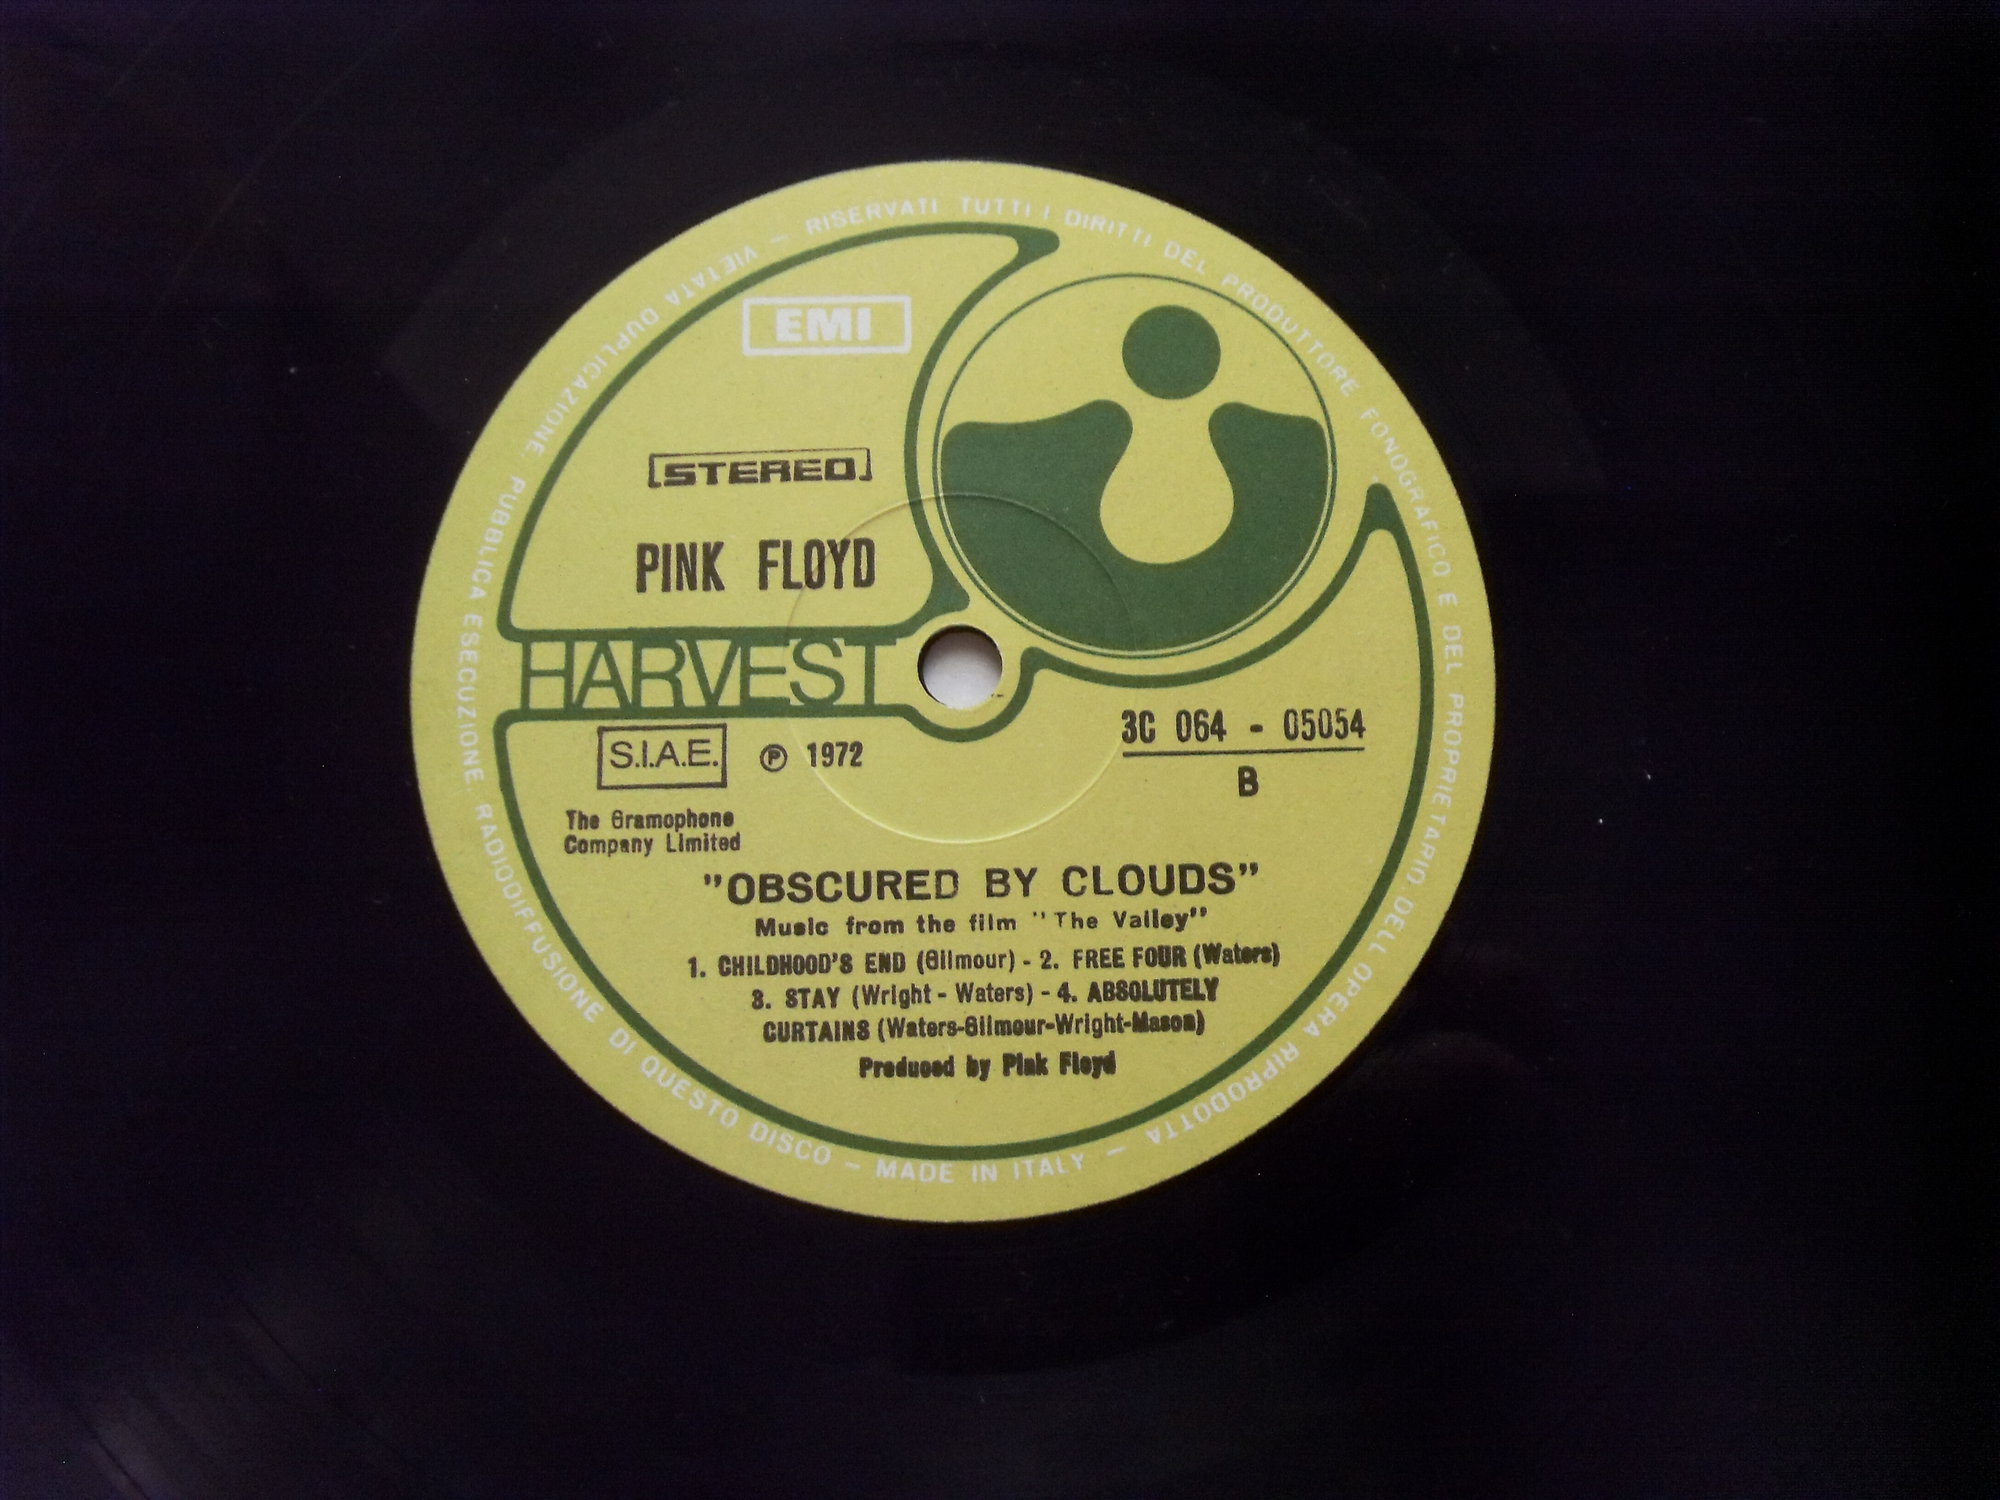 EMI
STEREO
PINK FLOYD
HARVEST
S.I.A.E. Ⓟ 1972
The Gramophone
Company Limited
3C 064 - 05054
B
"OBSCURED BY CLOUDS"
Music from the film "The Valley"
1. CHILDHOOD'S END (Gilmour) - 2. FREE FOUR (Waters)
3. STAY (Wright - Waters) - 4. ABSOLUTELY
CURTAINS (Waters-Gilmour-Wright-Mason)
Produced by Pink Floyd
RISERVATI TUTTI I DIRITTI DEL PRODUTTORE FONOGRAFICO E DEL PROPRIETARIO DELL OPERA RIPRODOTTA – MADE IN ITALY – VIETATA DUPLICAZIONE. PUBBLICA ESECUZIONE. RADIODIFFUSIONE DI QUESTO DISCO –